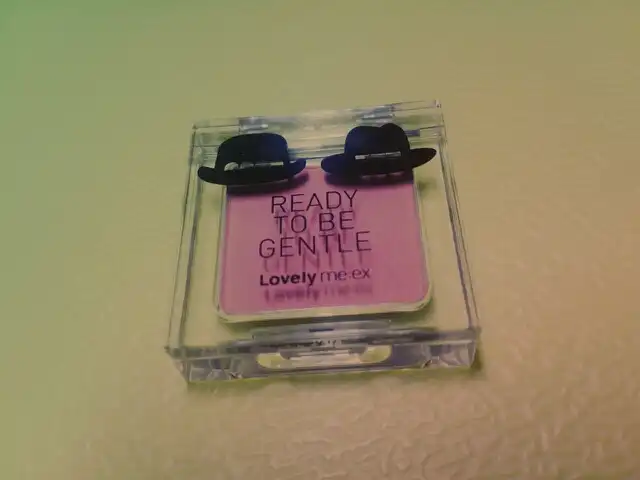 READY
TO BE
GENTLE
Lovely me:ex